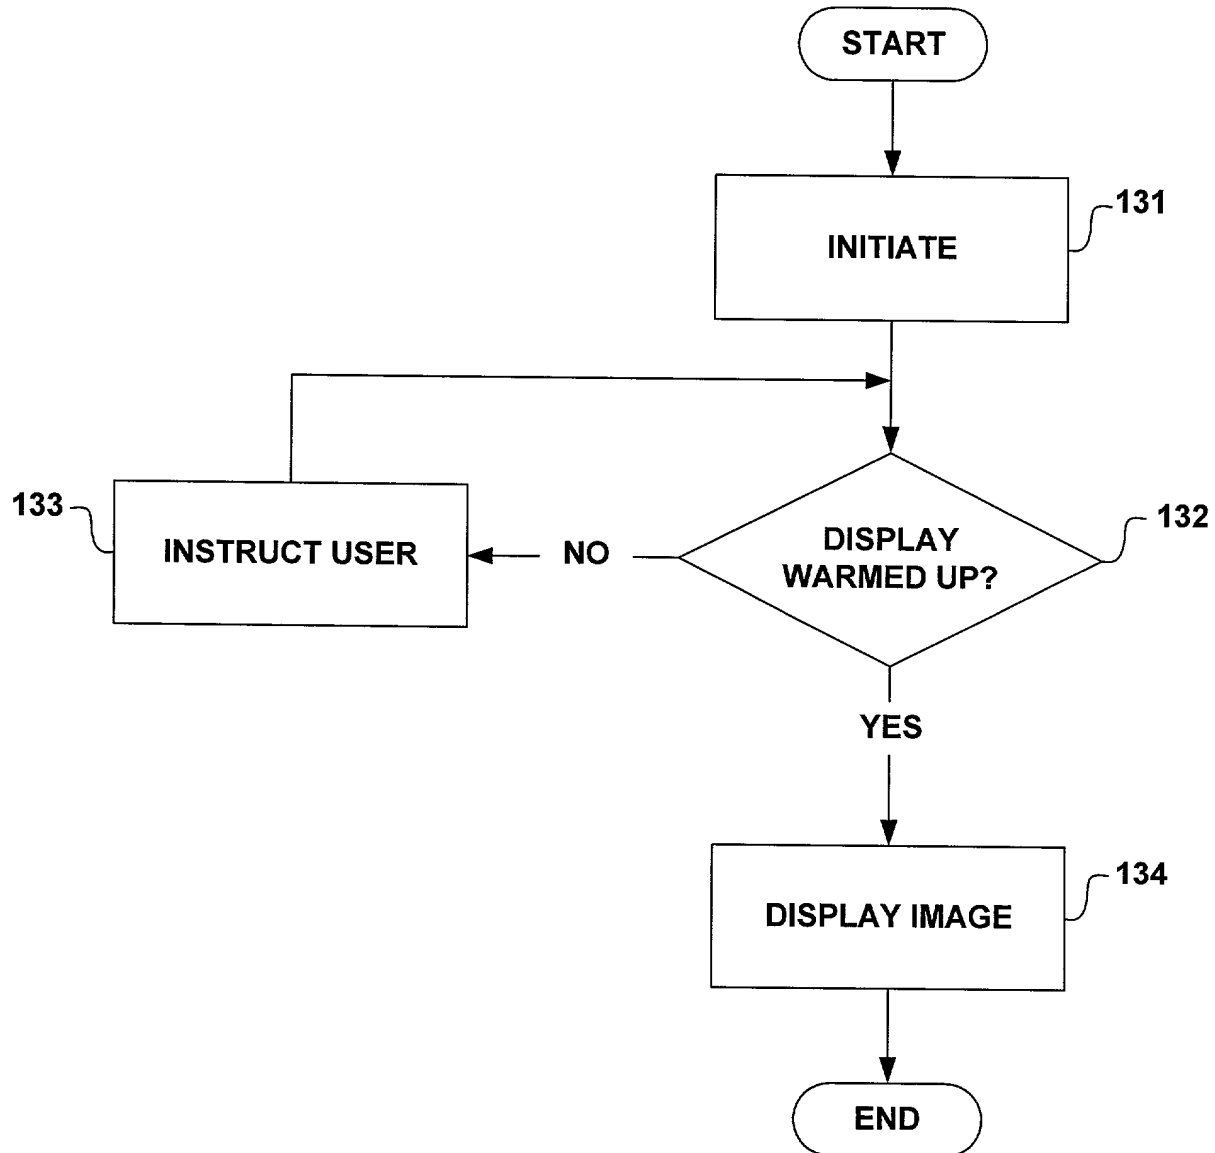 START
131
INITIATE
133
INSTRUCT USER
NO
DISPLAY
WARMED UP?
132
YES
134
DISPLAY IMAGE
END